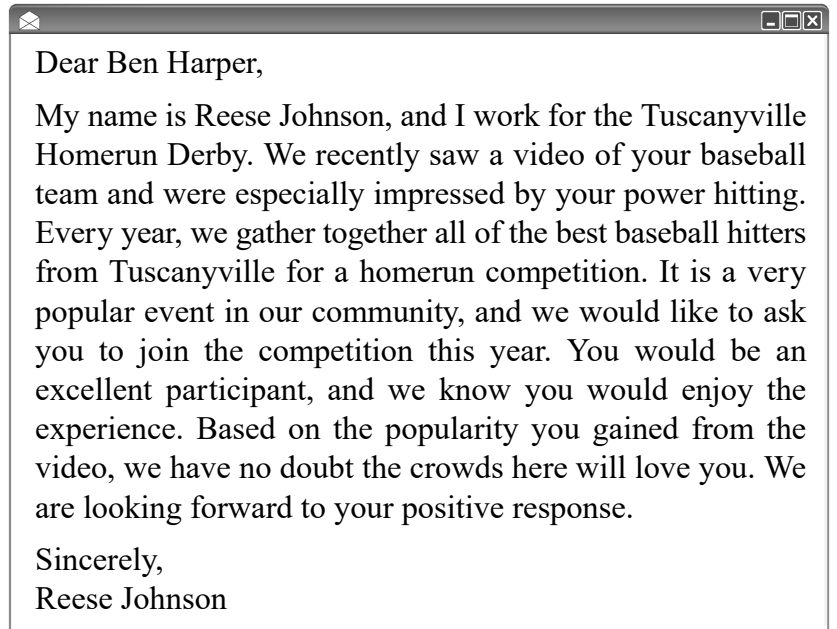 Dear Ben Harper,
My name is Reese Johnson, and I work for the Tuscanyville
Homerun Derby. We recently saw a video of your baseball
team and were especially impressed by your power hitting.
Every year, we gather together all of the best baseball hitters
from Tuscanyville for a homerun competition. It is a very
popular event in our community, and we would like to ask
you to join the competition this year. You would be an
excellent participant, and we know you would enjoy the
experience. Based on the popularity you gained from the
video, we have no doubt the crowds here will love you. We
are looking forward to your positive response.
Sincerely,
Reese Johnson